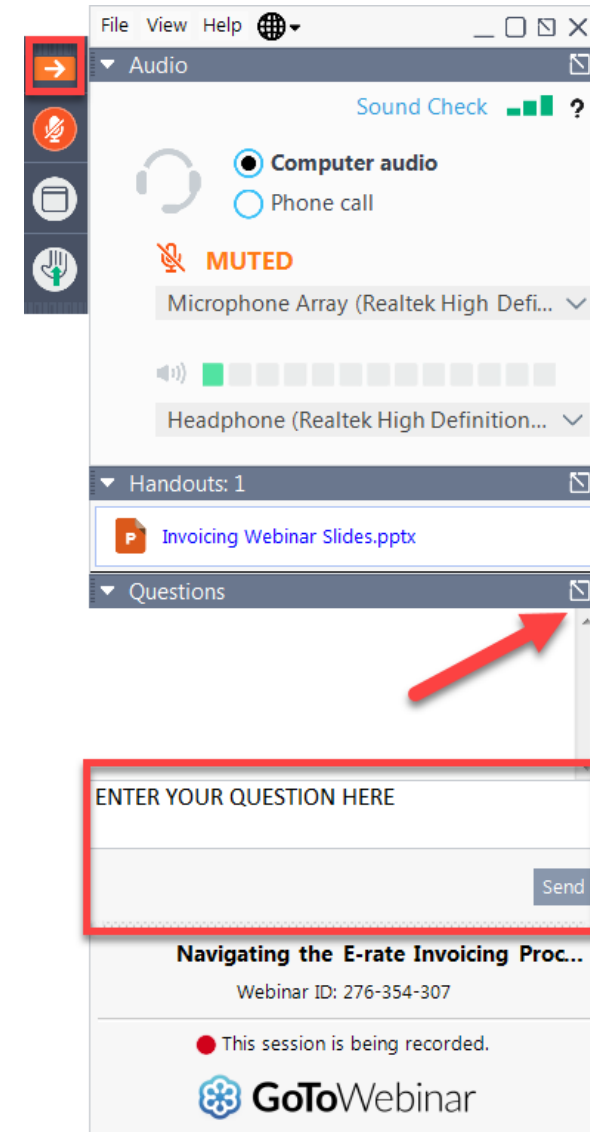 File View Help
Audio
Sound Check ?
Computer audio
Phone call
MUTED
Microphone Array (Realtek High Defi...
Headphone (Realtek High Definition...
Handouts: 1
P Invoicing Webinar Slides.pptx
Questions
ENTER YOUR QUESTION HERE
Send
Navigating the E-rate Invoicing Proc...
Webinar ID: 276-354-307
This session is being recorded.
GoToWebinar